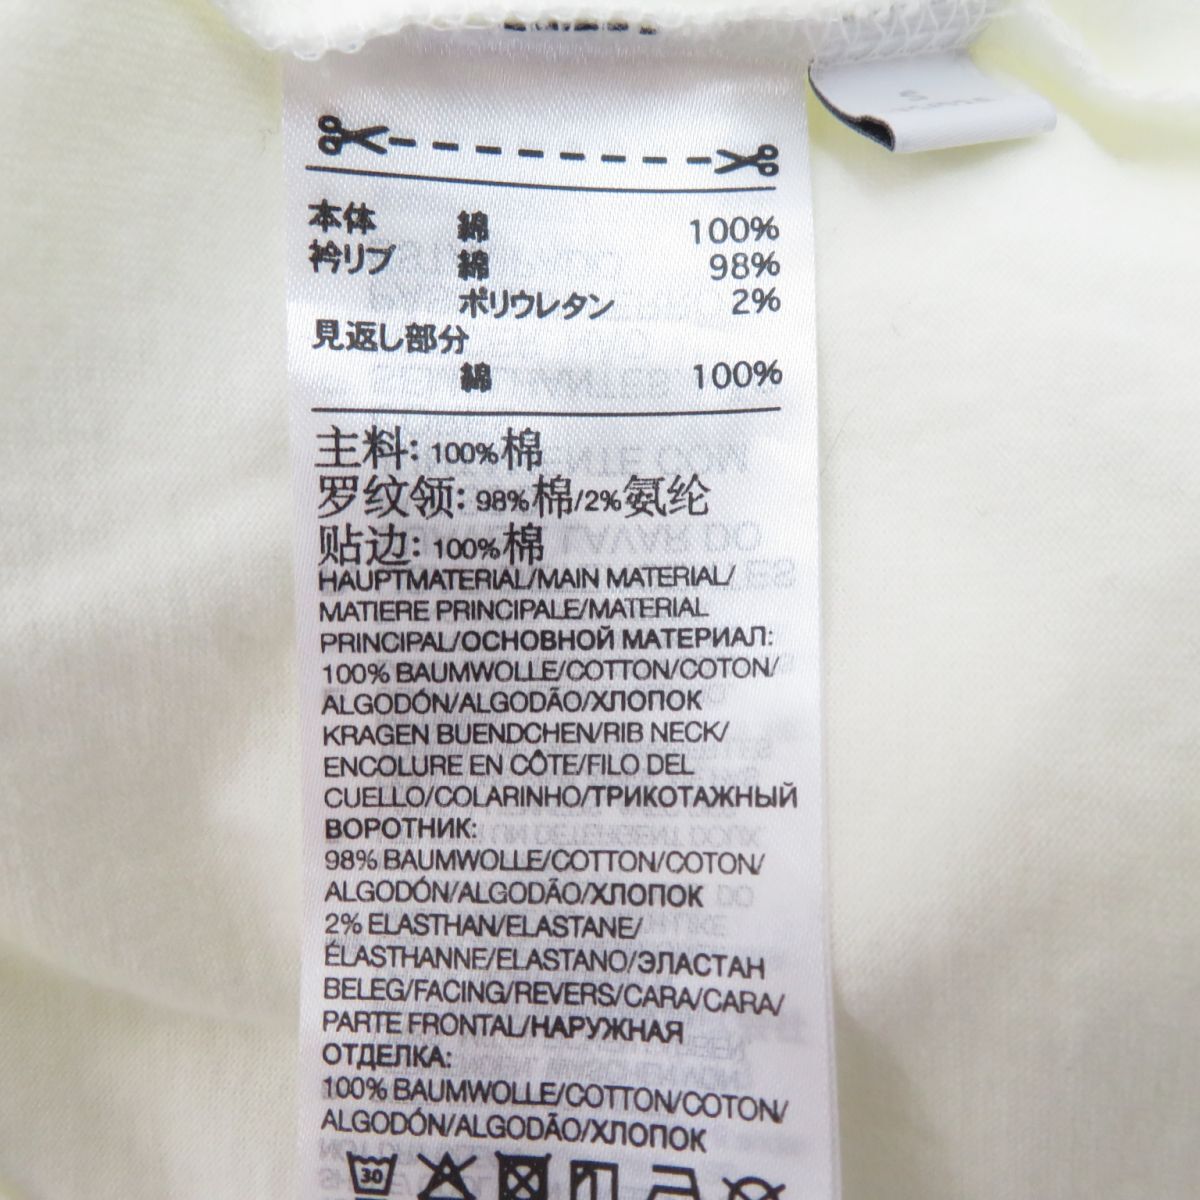 本体 綿 100%
衿リブ 綿 98%
ポリウレタン 2%
見返し部分
綿 100%
主料: 100%棉
罗纹领: 98%棉/2%氨纶
贴边: 100%棉
HAUPTMATERIAL/MAIN MATERIAL/
MATIERE PRINCIPALE/MATERIAL
PRINCIPAL/ОСНОВНОЙ МАТЕРИАЛ:
100% BAUMWOLLE/COTTON/COTON/
ALGODÓN/ALGODÃO/ХЛОПОК
KRAGEN BUENDCHEN/RIB NECK/
ENCOLURE EN CÔTE/FILO DEL
CUELLO/COLARINHO/ТРИКОТАЖНЫЙ
ВОРОТНИК:
98% BAUMWOLLE/COTTON/COTON/
ALGODÓN/ALGODÃO/ХЛОПОК
2% ELASTHAN/ELASTANE/
ÉLASTHANNE/ELASTANO/ЭЛАСТАН
BELEG/FACING/REVERS/CARA/CARA/
PARTE FRONTAL/НАРУЖНАЯ
ОТДЕЛКА:
100% BAUMWOLLE/COTTON/COTON/
ALGODÓN/ALGODÃO/ХЛОПОК
30
S